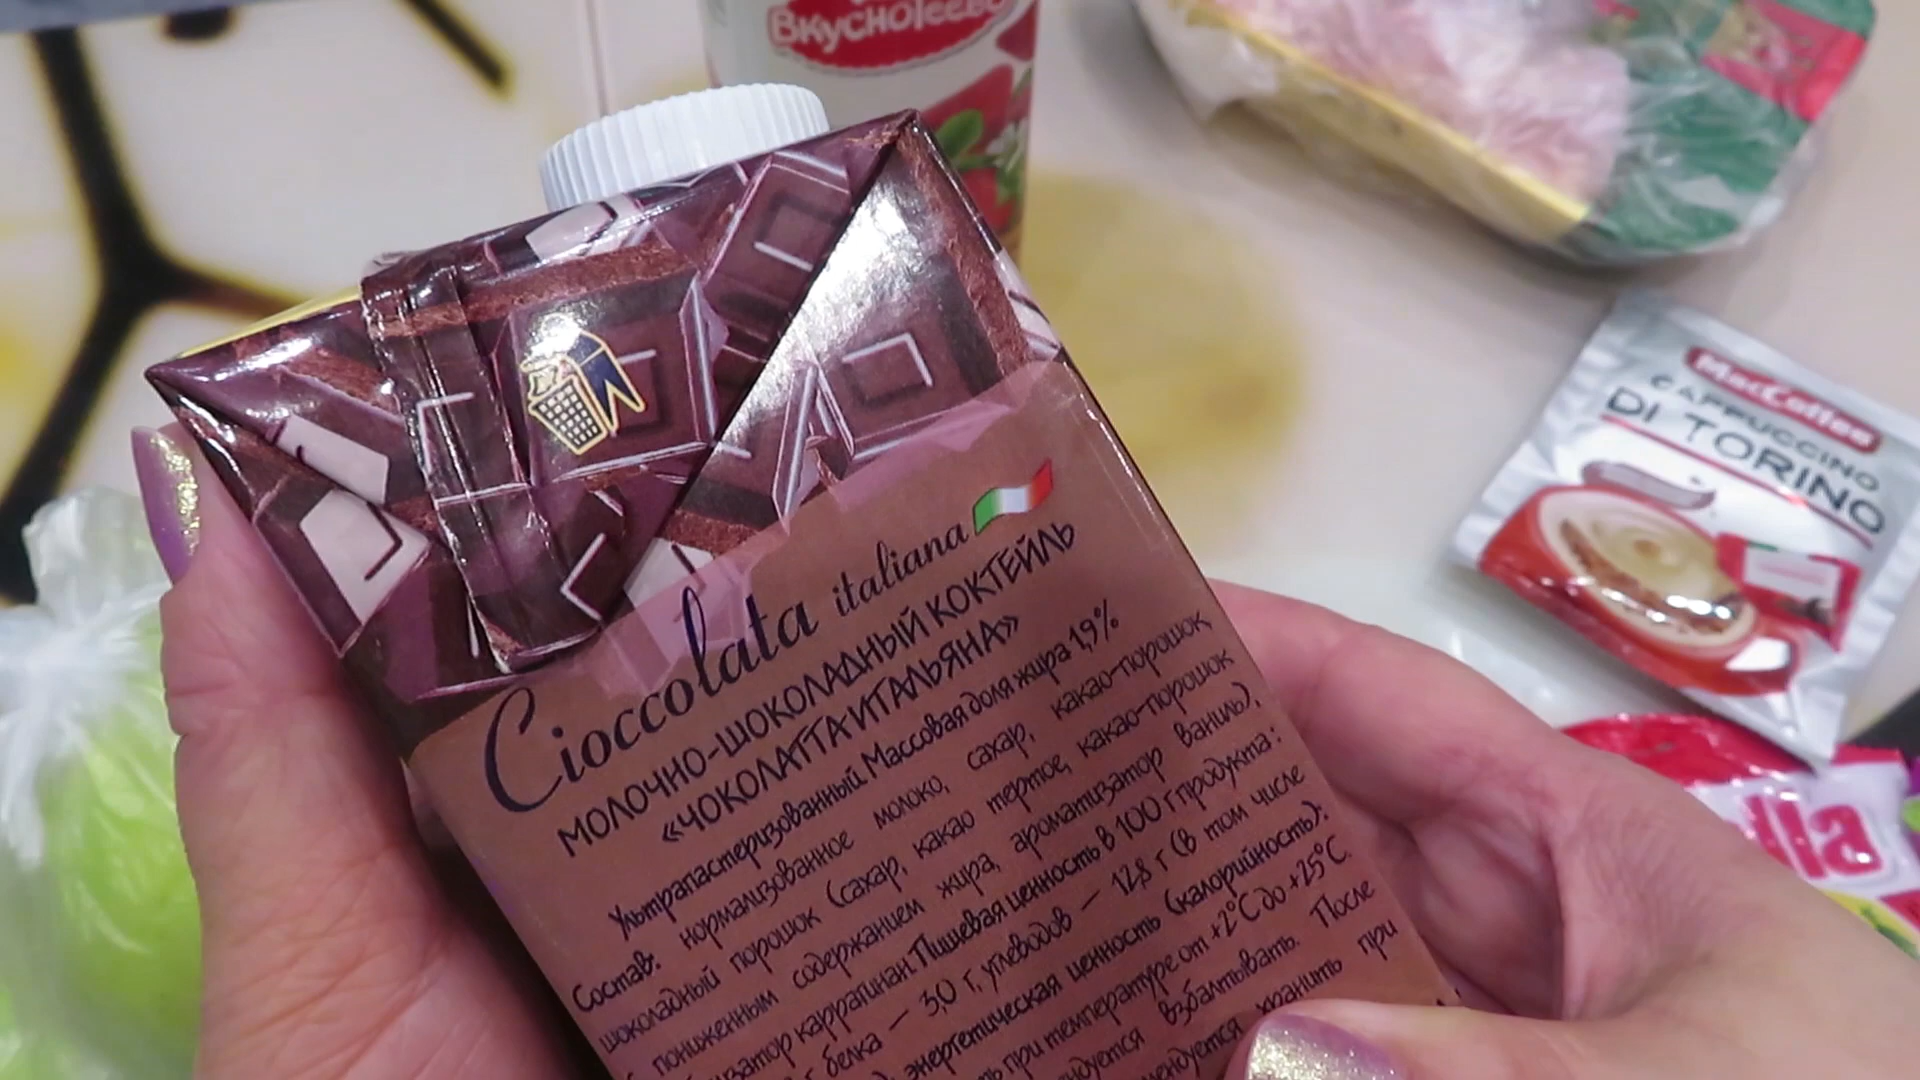 Вкуснотеево
MacCoffee
CAPPUCCINO
DI TORINO
Cioccolata italiana
МОЛОЧНО-ШОКОЛАДНЫЙ КОКТЕЙЛЬ
«ЧОКОЛАТТА ИТАЛЬЯНА»
Ультрапастеризованный Массовая доля жира 1,9%
Состав: нормализованное молоко, сахар, какао-порошок,
шоколадный порошок (сахар, какао тертое, какао-порошок
с пониженным содержанием жира, ароматизатор ваниль),
каррагинан. Пищевая ценность в 100 г продукта:
белка — 3,0 г, углеводов — 12,8 г (в том числе
энергетическая ценность (калорийность):
при температуре от +2°C до +25°C.
взбалтывать. После
хранить при